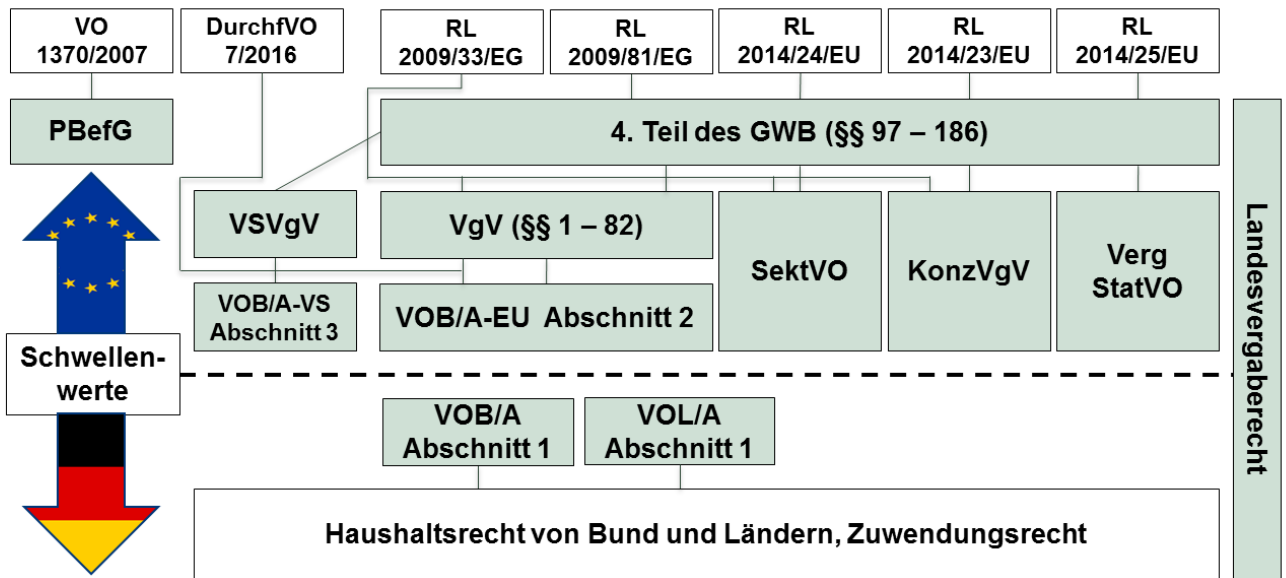 VO
1370/2007
DurchfVO
7/2016
RL
2009/33/EG
RL
2009/81/EG
RL
2014/24/EU
RL
2014/23/EU
RL
2014/25/EU
PBefG
4. Teil des GWB (§§ 97 – 186)
VSVgV
VgV (§§ 1 – 82)
SektVO
KonzVgV
Verg
StatVO
VOB/A-VS
Abschnitt 3
VOB/A-EU Abschnitt 2
Landesvergaberecht
Schwellen-
werte
VOB/A
Abschnitt 1
VOL/A
Abschnitt 1
Haushaltsrecht von Bund und Ländern, Zuwendungsrecht